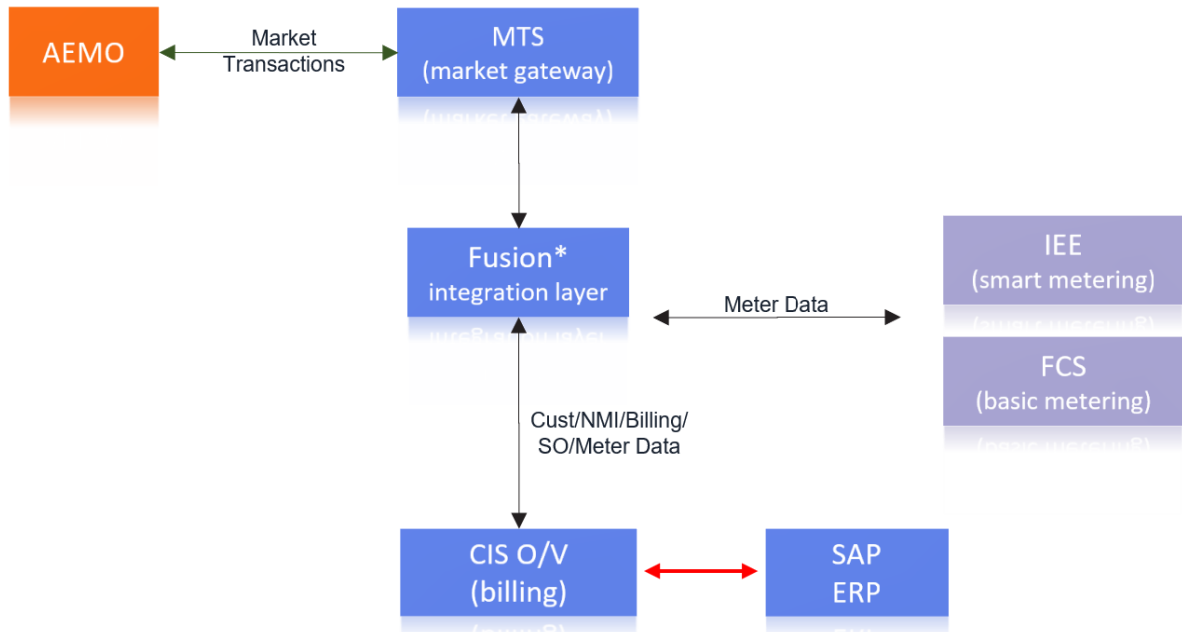 AEMO
Market
Transactions
MTS
(market gateway)
Fusion*
integration layer
Meter Data
IEE
(smart metering)
FCS
(basic metering)
Cust/NMI/Billing/
SO/Meter Data
CIS O/V
(billing)
SAP
ERP